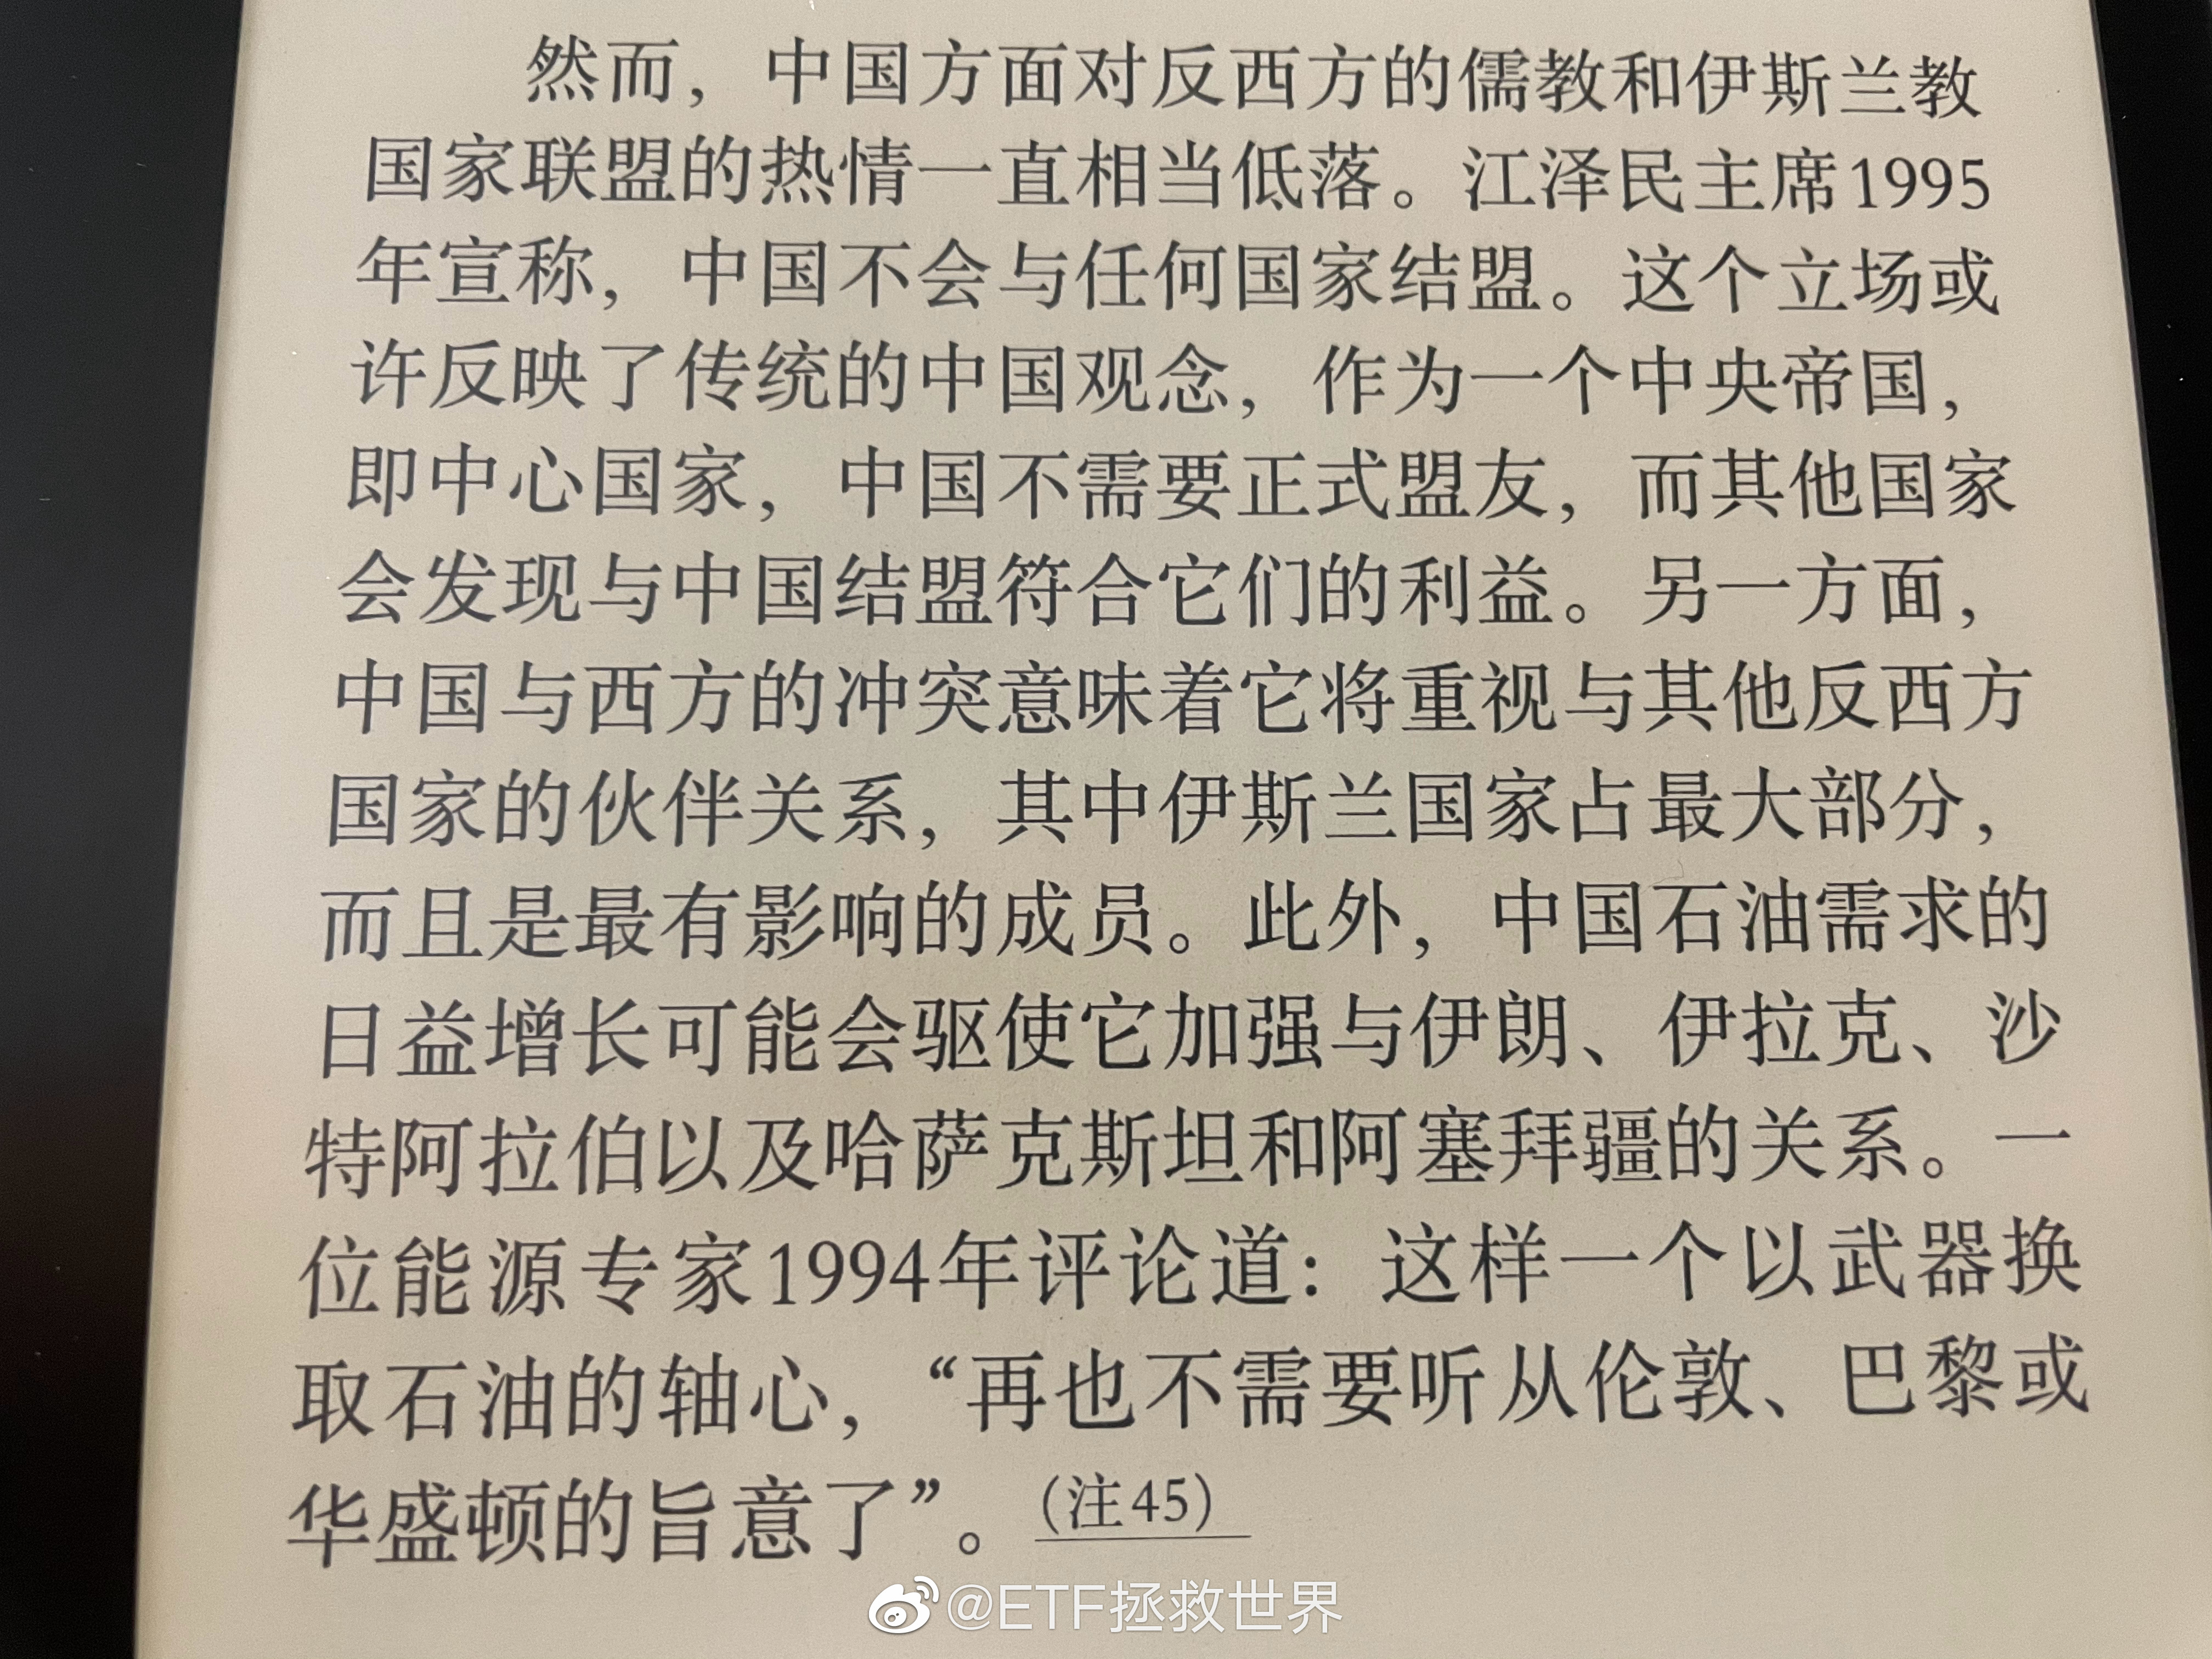 然而，中国方面对反西方的儒教和伊斯兰教
国家联盟的热情一直相当低落。江泽民主席1995
年宣称，中国不会与任何国家结盟。这个立场或
许反映了传统的中国观念，作为一个中央帝国，
即中心国家，中国不需要正式盟友，而其他国家
会发现与中国结盟符合它们的利益。另一方面，
中国与西方的冲突意味着它将重视与其他反西方
国家的伙伴关系，其中伊斯兰国家占最大部分，
而且是最有影响的成员。此外，中国石油需求的
日益增长可能会驱使它加强与伊朗、伊拉克、沙
特阿拉伯以及哈萨克斯坦和阿塞拜疆的关系。一
位能源专家1994年评论道：这样一个以武器换
取石油的轴心，“再也不需要听从伦敦、巴黎或
华盛顿的旨意了”。(注45)
@ETF拯救世界